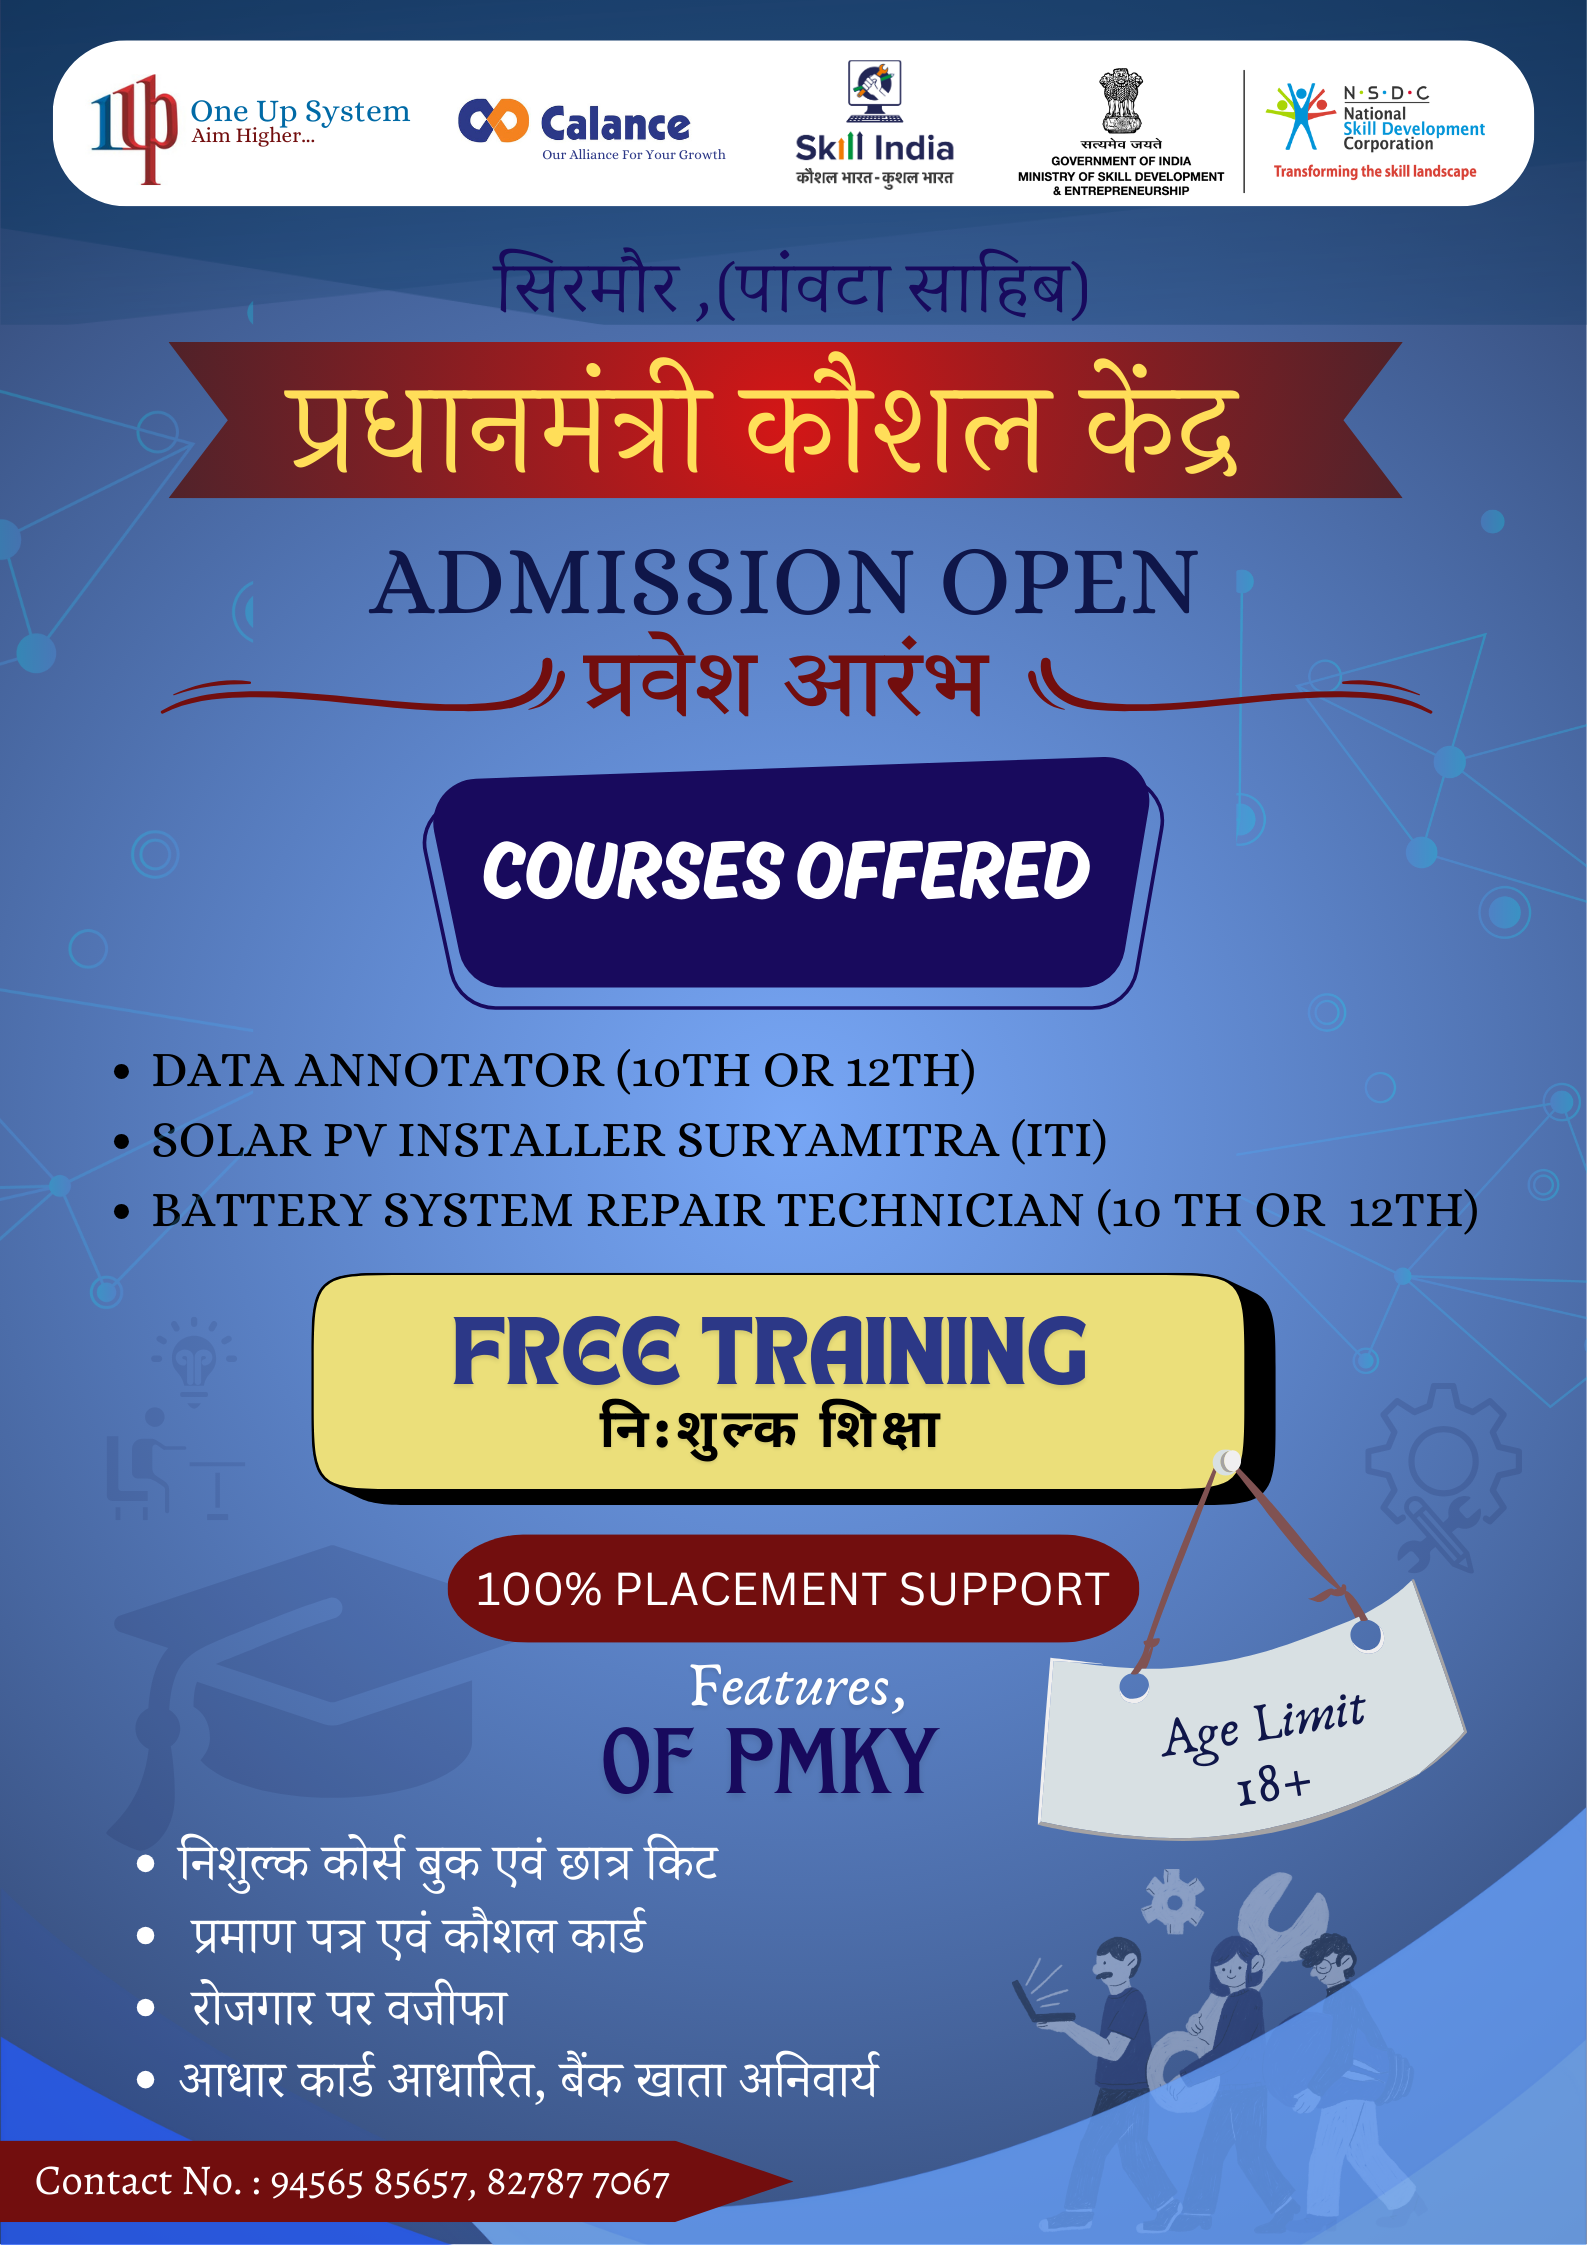 One Up System
Aim Higher...
Calance
Our Alliance For Your Growth
Skill India
कौशल भारत - कुशल भारत
सत्यमेव जयते
GOVERNMENT OF INDIA
MINISTRY OF SKILL DEVELOPMENT
& ENTREPRENEURSHIP
N·S·D·C
National
Skill Development
Corporation
Transforming the skill landscape
सिरमौर ,(पांवटा साहिब)
प्रधानमंत्री कौशल केंद्र
ADMISSION OPEN
प्रवेश आरंभ
COURSES OFFERED
• DATA ANNOTATOR (10TH OR 12TH)
• SOLAR PV INSTALLER SURYAMITRA (ITI)
• BATTERY SYSTEM REPAIR TECHNICIAN (10 TH OR 12TH)
FREE TRAINING
नि:शुल्क शिक्षा
100% PLACEMENT SUPPORT
Features,
OF PMKY
Age Limit
18+
• निशुल्क कोर्स बुक एवं छात्र किट
• प्रमाण पत्र एवं कौशल कार्ड
• रोजगार पर वजीफा
• आधार कार्ड आधारित, बैंक खाता अनिवार्य
Contact No. : 94565 85657, 82787 7067